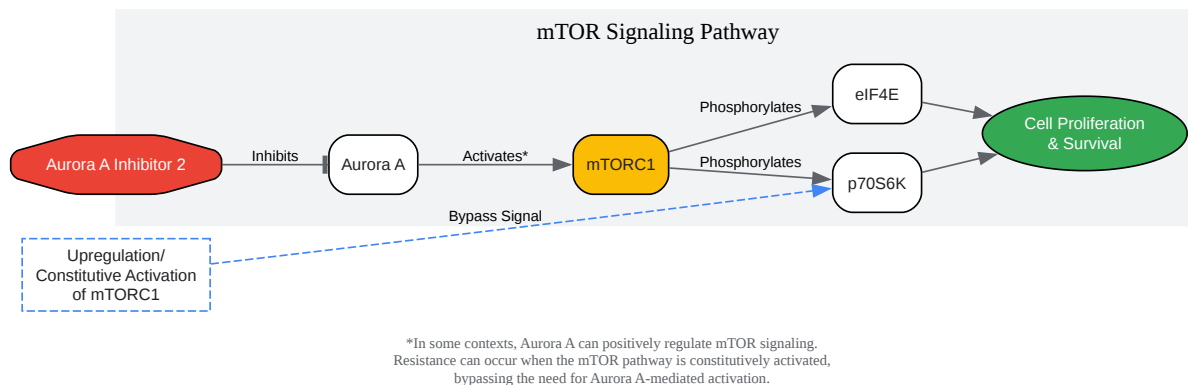 mTOR Signaling Pathway
Aurora A Inhibitor 2
Inhibits
Aurora A
Activates*
mTORC1
Phosphorylates
Phosphorylates
eIF4E
p70S6K
Cell Proliferation
& Survival
Bypass Signal
Upregulation/
Constitutive Activation
of mTORC1
*In some contexts, Aurora A can positively regulate mTOR signaling.
Resistance can occur when the mTOR pathway is constitutively activated,
bypassing the need for Aurora A-mediated activation.